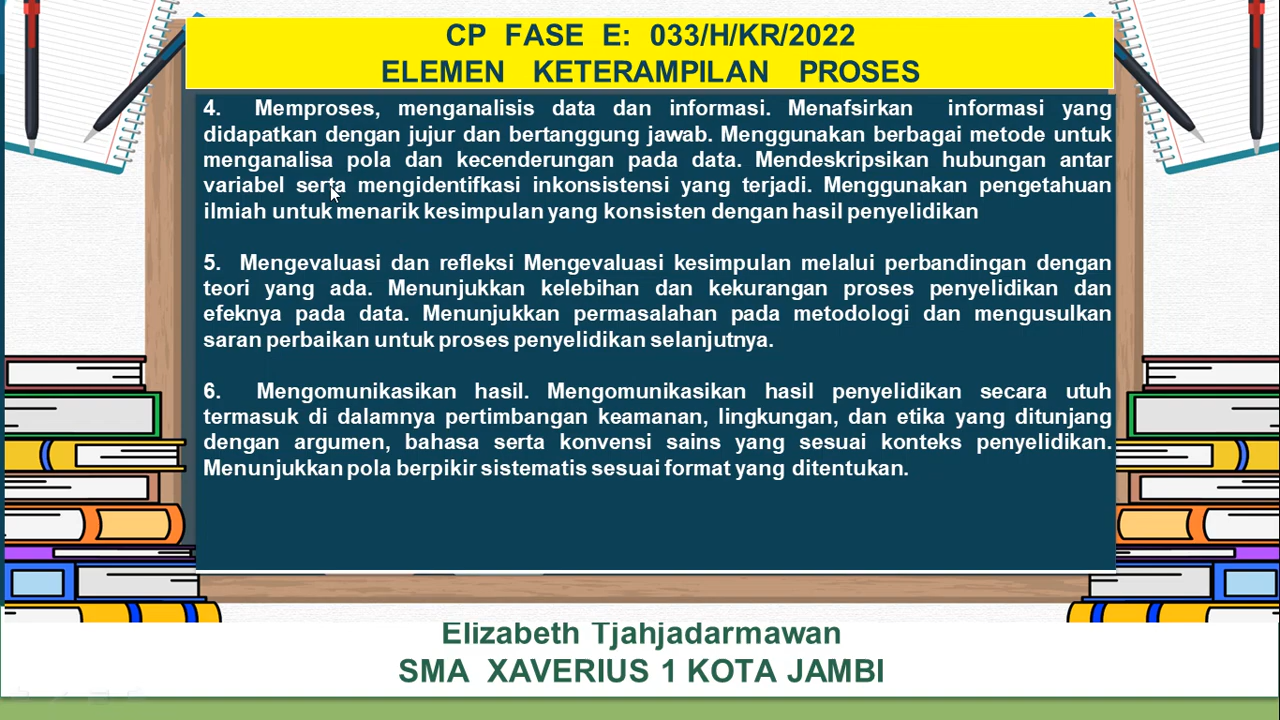 CP FASE E: 033/H/KR/2022
ELEMEN KETERAMPILAN PROSES
4. Memproses, menganalisis data dan informasi. Menafsirkan informasi yang
didapatkan dengan jujur dan bertanggung jawab. Menggunakan berbagai metode untuk
menganalisa pola dan kecenderungan pada data. Mendeskripsikan hubungan antar
variabel serta mengidentifkasi inkonsistensi yang terjadi. Menggunakan pengetahuan
ilmiah untuk menarik kesimpulan yang konsisten dengan hasil penyelidikan
5. Mengevaluasi dan refleksi Mengevaluasi kesimpulan melalui perbandingan dengan
teori yang ada. Menunjukkan kelebihan dan kekurangan proses penyelidikan dan
efeknya pada data. Menunjukkan permasalahan pada metodologi dan mengusulkan
saran perbaikan untuk proses penyelidikan selanjutnya.
6. Mengomunikasikan hasil. Mengomunikasikan hasil penyelidikan secara utuh
termasuk di dalamnya pertimbangan keamanan, lingkungan, dan etika yang ditunjang
dengan argumen, bahasa serta konvensi sains yang sesuai konteks penyelidikan.
Menunjukkan pola berpikir sistematis sesuai format yang ditentukan.
Elizabeth Tjahjadarmawan
SMA XAVERIUS 1 KOTA JAMBI